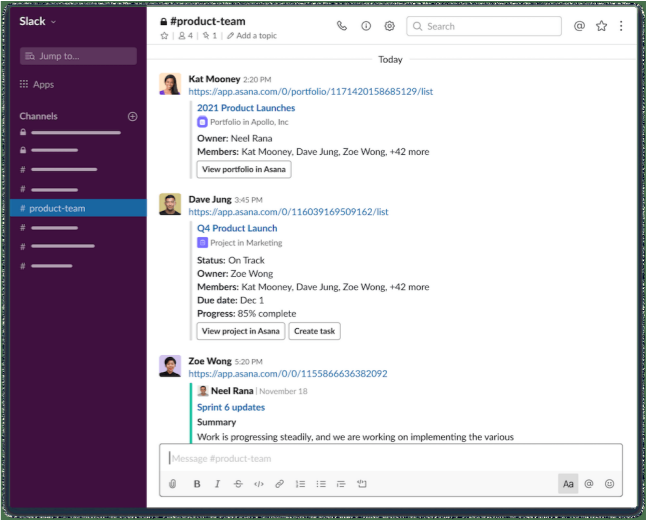 Slack
Jump to...
Apps
Channels
# product-team
#product-team
4
1
Add a topic
Search
Today
Kat Mooney 2:20 PM
https://app.asana.com/0/portfolio/1171420158685129/list
2021 Product Launches
Portfolio in Apollo, Inc
Owner: Neel Rana
Members: Kat Mooney, Dave Jung, Zoe Wong, +42 more
View portfolio in Asana
Dave Jung 3:45 PM
https://app.asana.com/0/116039169509162/list
Q4 Product Launch
Project in Marketing
Status: On Track
Owner: Zoe Wong
Members: Kat Mooney, Dave Jung, Zoe Wong, +42 more
Due date: Dec 1
Progress: 85% complete
View project in Asana
Create task
Zoe Wong 5:20 PM
https://app.asana.com/0/0/1155866636382092
Neel Rana | November 18
Sprint 6 updates
Summary
Work is progressing steadily, and we are working on implementing the various
Message #product-team
B I S </> Aa @